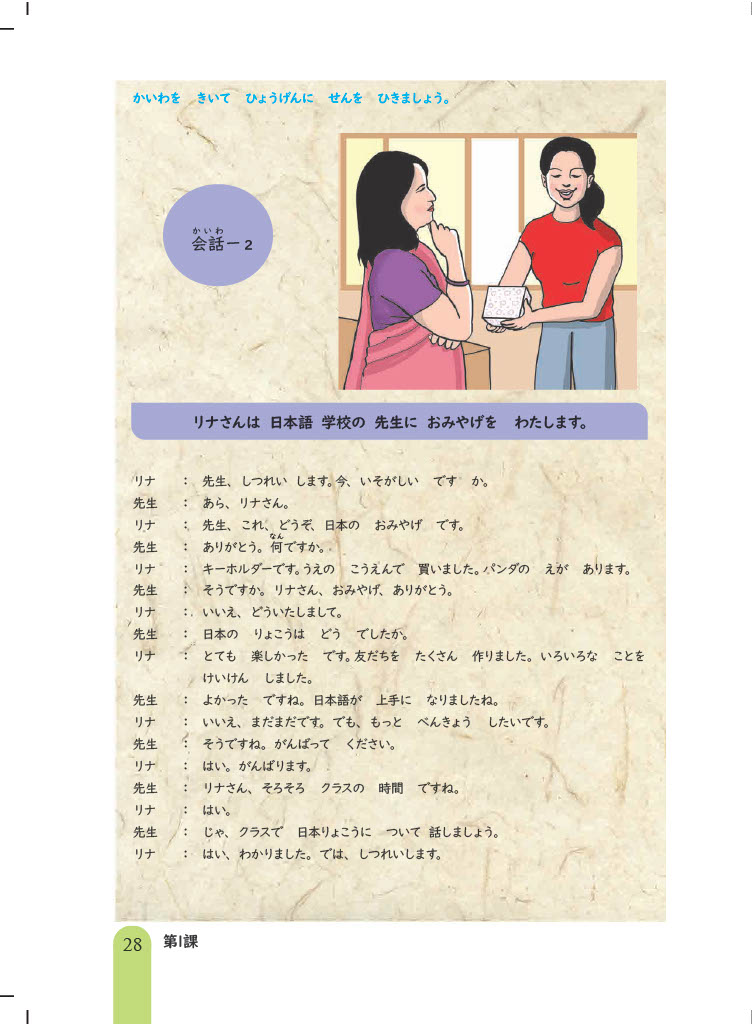 かいわを きいて ひょうげんに せんを ひきましょう。
かいわ
会話ー2
リナさんは 日本語 学校の 先生に おみやげを わたします。
リナ : 先生、しつれい します。今、いそがしい です か。
先生 : あら、リナさん。
リナ : 先生、これ、どうぞ、日本の おみやげ です。
なん
先生 : ありがとう。何ですか。
リナ : キーホルダーです。うえの こうえんで 買いました。パンダの えが あります。
先生 : そうですか。リナさん、おみやげ、ありがとう。
リナ : いいえ、どういたしまして。
先生 : 日本の りょこうは どう でしたか。
リナ : とても 楽しかった です。友だちを たくさん 作りました。いろいろな ことを
けいけん しました。
先生 : よかった ですね。日本語が 上手に なりましたね。
リナ : いいえ、まだまだです。でも、もっと べんきょう したいです。
先生 : そうですね。がんばって ください。
リナ : はい。がんばります。
先生 : リナさん、そろそろ クラスの 時間 ですね。
リナ : はい。
先生 : じゃ、クラスで 日本りょこうに ついて 話しましょう。
リナ : はい、わかりました。では、しつれいします。
28 第1課